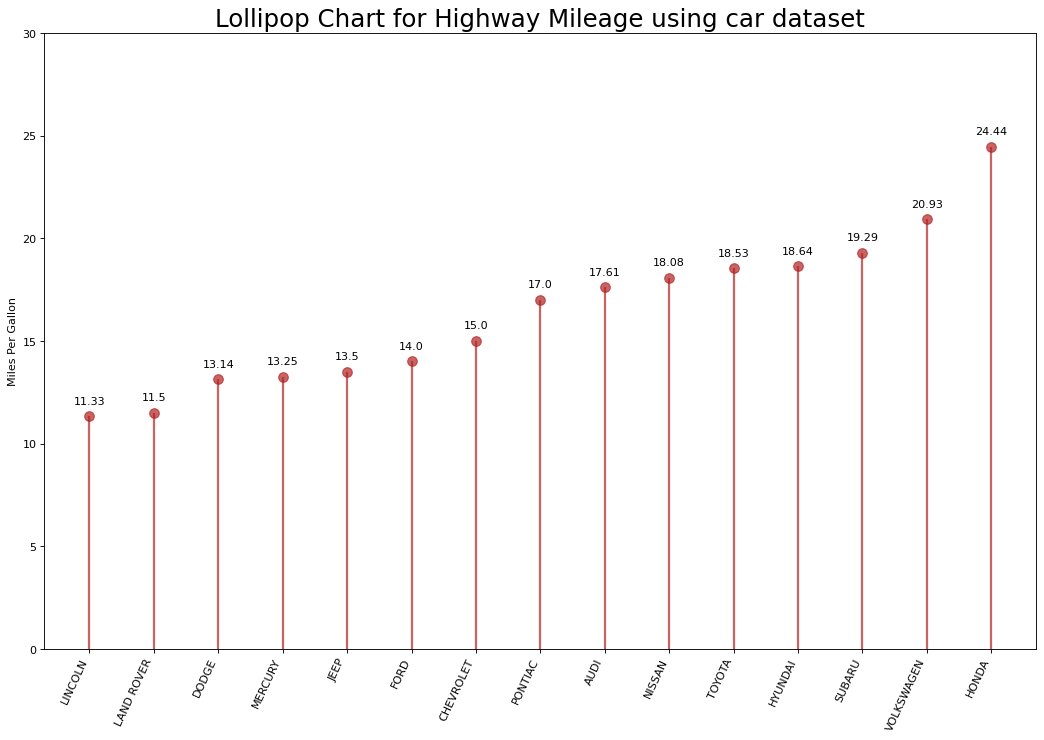 Lollipop Chart for Highway Mileage using car dataset
30
25
20
15
10
5
0
Miles Per Gallon
11.33
11.5
13.14
13.25
13.5
14.0
15.0
17.0
17.61
18.08
18.53
18.64
19.29
20.93
24.44
LINCOLN
LAND ROVER
DODGE
MERCURY
JEEP
FORD
CHEVROLET
PONTIAC
AUDI
NISSAN
TOYOTA
HYUNDAI
SUBARU
VOLKSWAGEN
HONDA